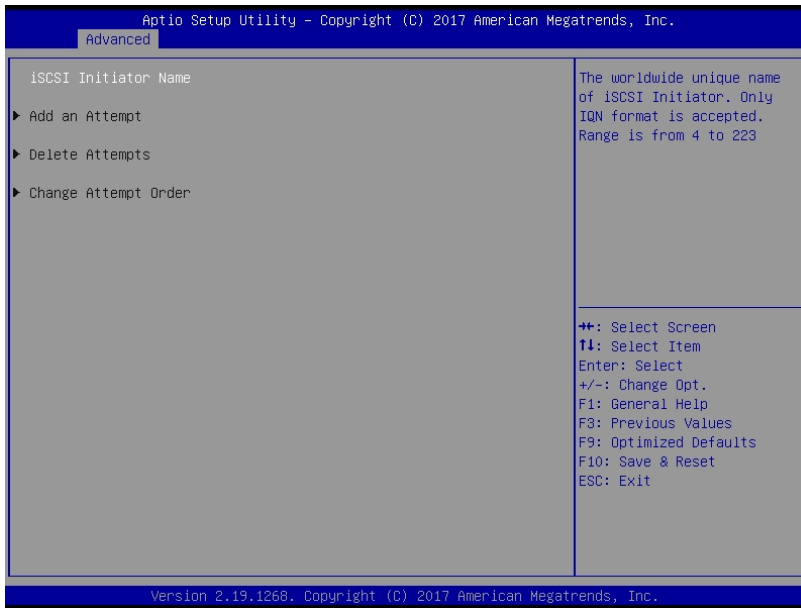 Aptio Setup Utility – Copyright (C) 2017 American Megatrends, Inc.
Advanced
iSCSI Initiator Name
▶ Add an Attempt
▶ Delete Attempts
▶ Change Attempt Order
The worldwide unique name
of iSCSI Initiator. Only
IQN format is accepted.
Range is from 4 to 223
→←: Select Screen
↑↓: Select Item
Enter: Select
+/-: Change Opt.
F1: General Help
F3: Previous Values
F9: Optimized Defaults
F10: Save & Reset
ESC: Exit
Version 2.19.1268. Copyright (C) 2017 American Megatrends, Inc.